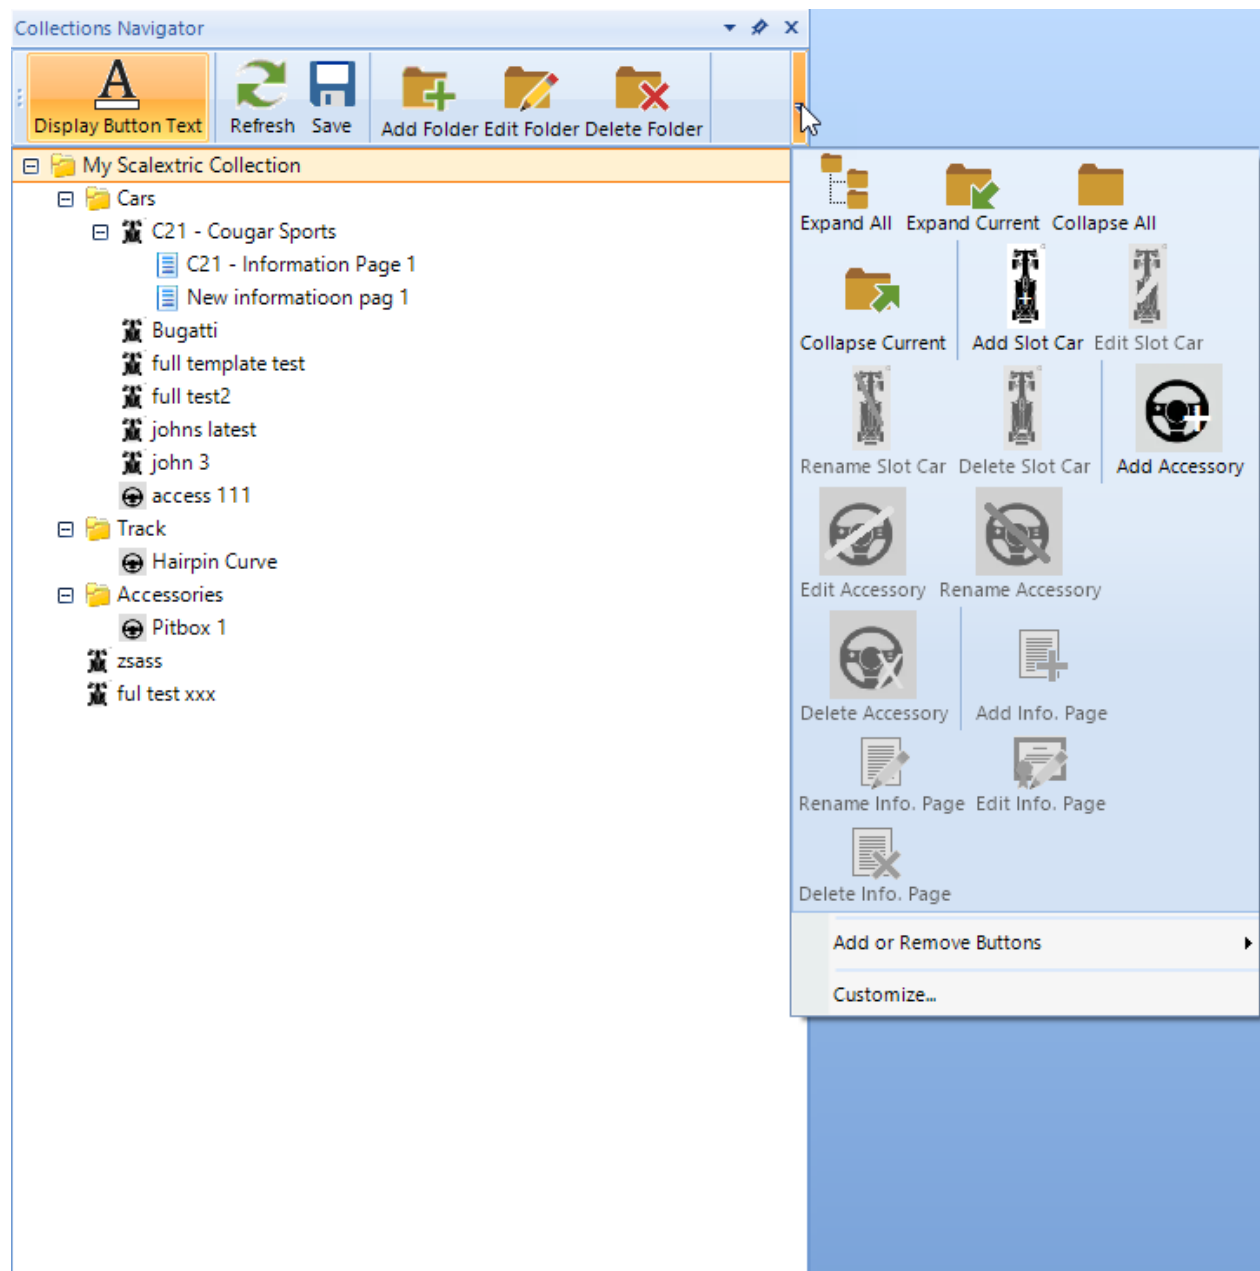 Collections Navigator
Display Button Text Refresh Save Add Folder Edit Folder Delete Folder
My Scalextric Collection
Cars
C21 - Cougar Sports
C21 - Information Page 1
New informatioon pag 1
Bugatti
full template test
full test2
johns latest
john 3
access 111
Track
Hairpin Curve
Accessories
Pitbox 1
zsass
ful test xxx
Expand All Expand Current Collapse All
Collapse Current Add Slot Car Edit Slot Car
Rename Slot Car Delete Slot Car Add Accessory
Edit Accessory Rename Accessory
Delete Accessory Add Info. Page
Rename Info. Page Edit Info. Page
Delete Info. Page
Add or Remove Buttons
Customize...